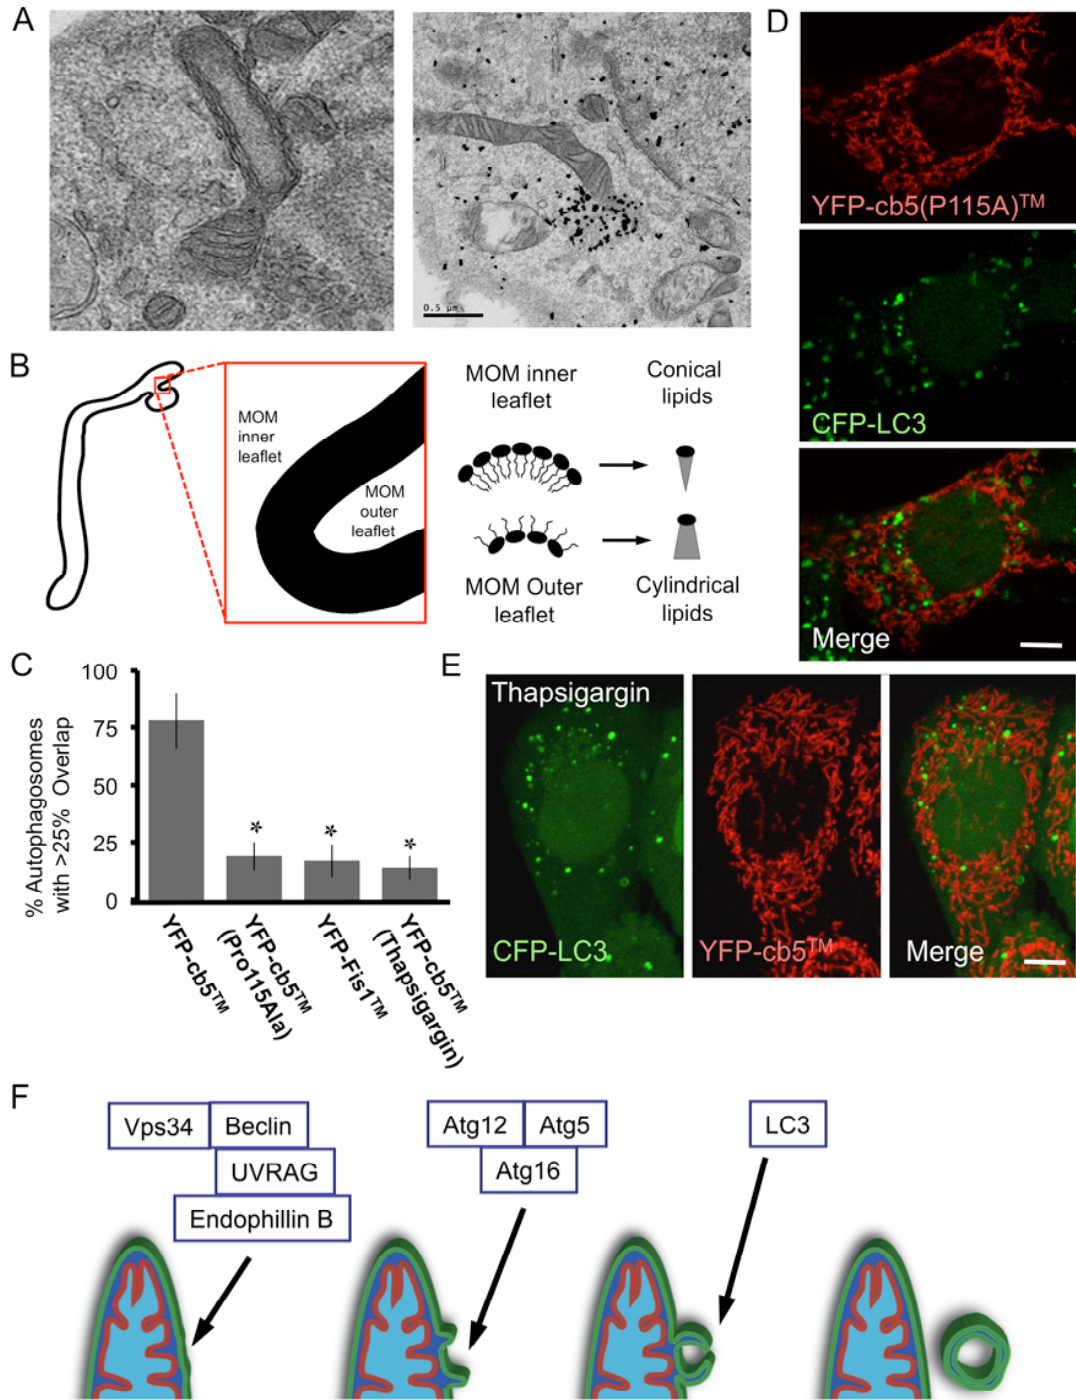 A
0.5 µm
B
MOM
inner
leaflet
MOM
outer
leaflet
MOM inner
leaflet
Conical
lipids
MOM Outer
leaflet
Cylindrical
lipids
D
YFP-cb5(P115A)TM
CFP-LC3
Merge
C
% Autophagosomes
with >25% Overlap
100
75
50
25
0
*
*
*
YFP-cb5TM
YFP-cb5TM
(Pro115Ala)
YFP-Fis1TM
YFP-cb5TM
(Thapsigargin)
E
Thapsigargin
CFP-LC3
YFP-cb5TM
Merge
F
Vps34
Beclin
UVRAG
Endophillin B
Atg12
Atg5
Atg16
LC3